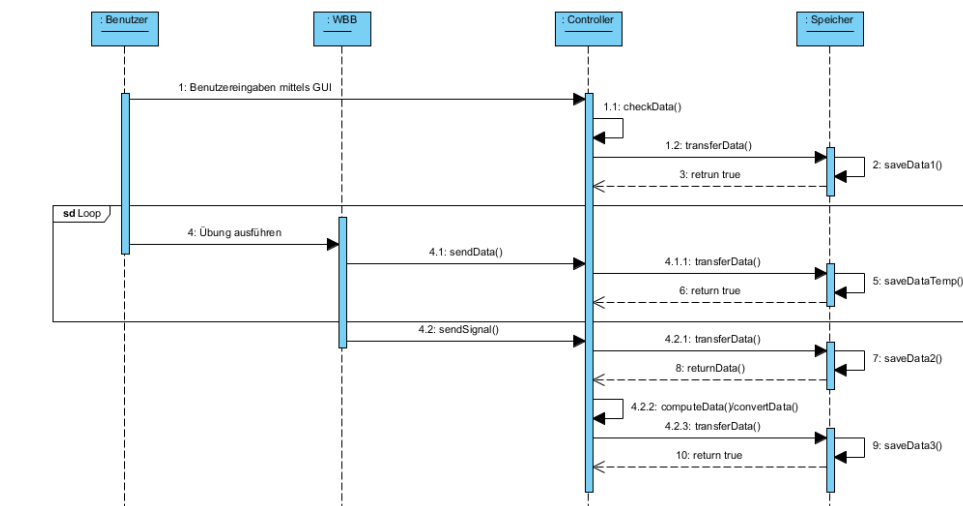 : Benutzer
: WBB
: Controller
: Speicher
1: Benutzereingaben mittels GUI
1.1: checkData()
1.2: transferData()
2: saveData1()
3: retrun true
sd Loop
4: Übung ausführen
4.1: sendData()
4.1.1: transferData()
5: saveDataTemp()
6: return true
4.2: sendSignal()
4.2.1: transferData()
7: saveData2()
8: returnData()
4.2.2: computeData()/convertData()
4.2.3: transferData()
9: saveData3()
10: return true